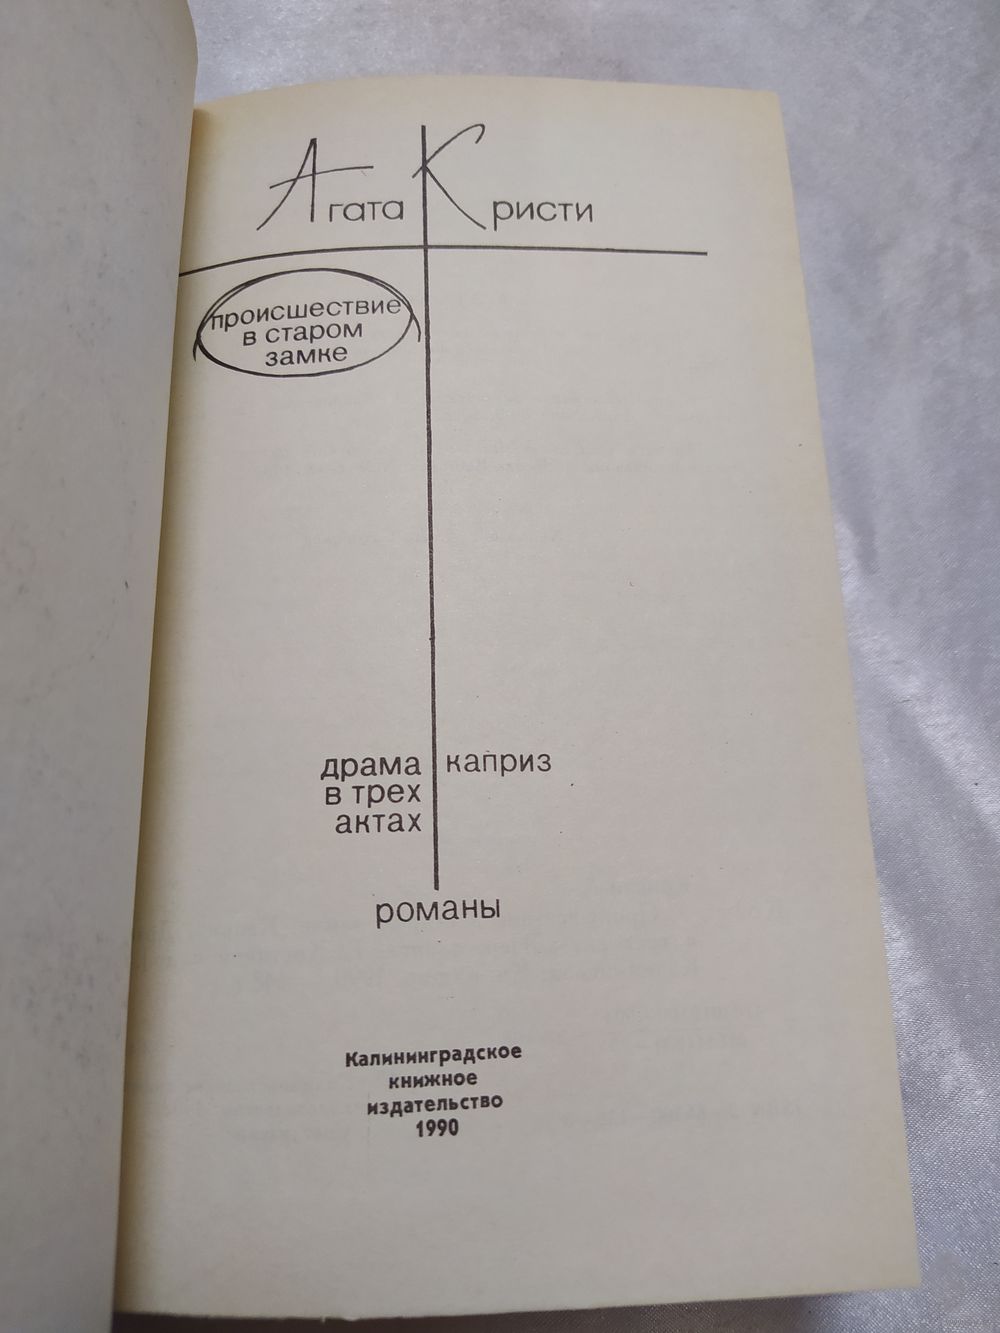 Агата Кристи
происшествие
в старом
замке
драма
в трех
актах
каприз
романы
Калининградское
книжное
издательство
1990